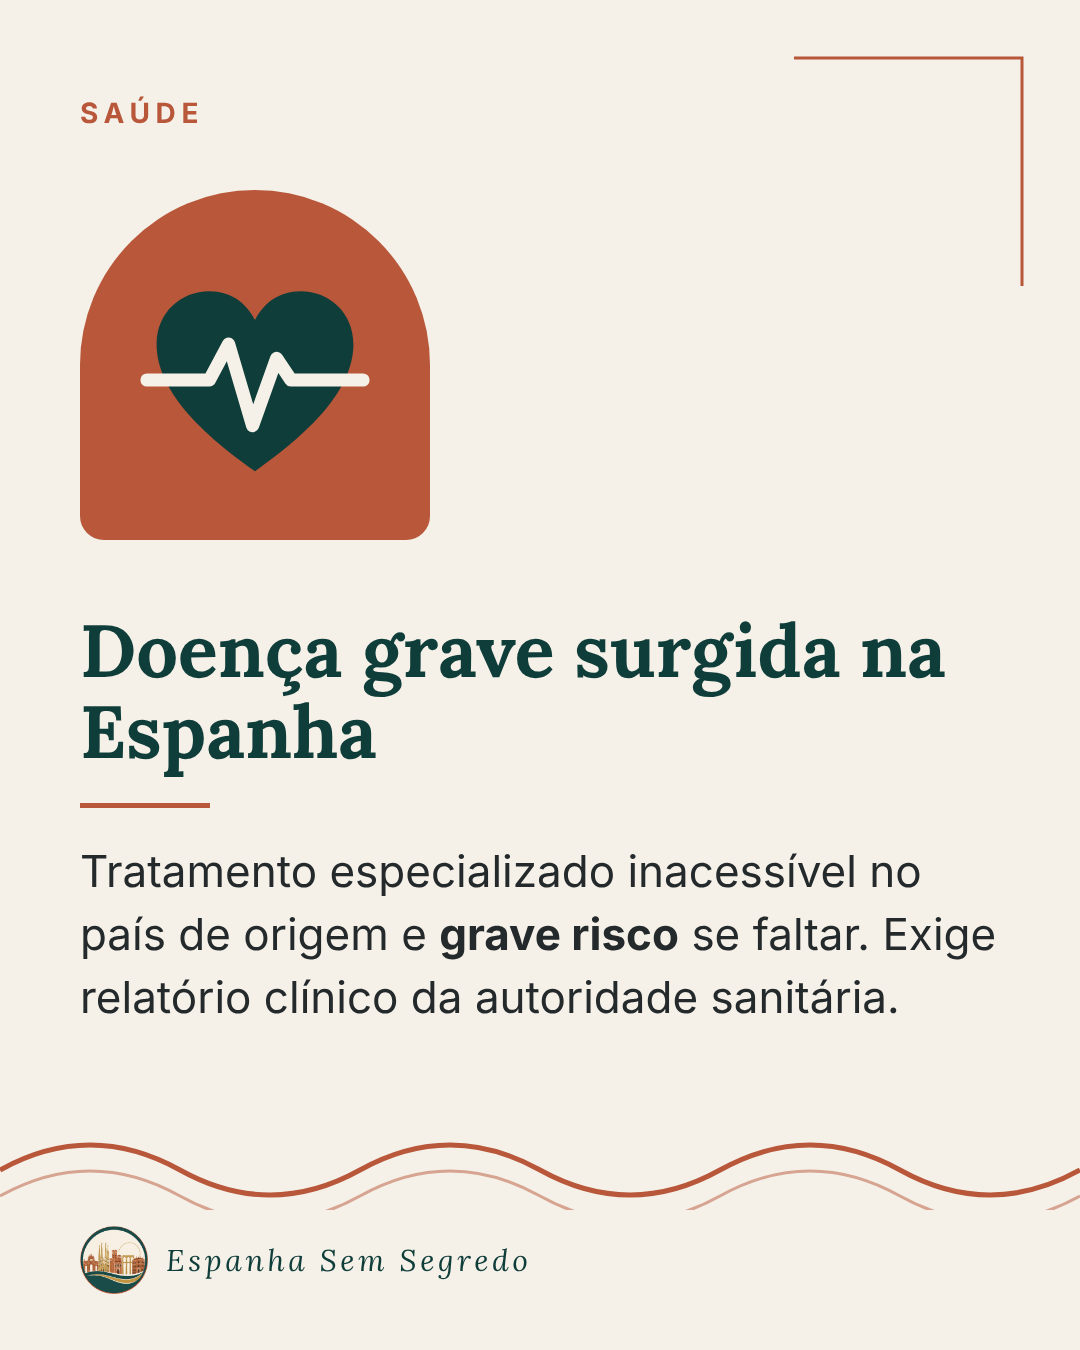 SAÚDE
Doença grave surgida na
Espanha
Tratamento especializado inacessível no
país de origem e grave risco se faltar. Exige
relatório clínico da autoridade sanitária.
Espanha Sem Segredo